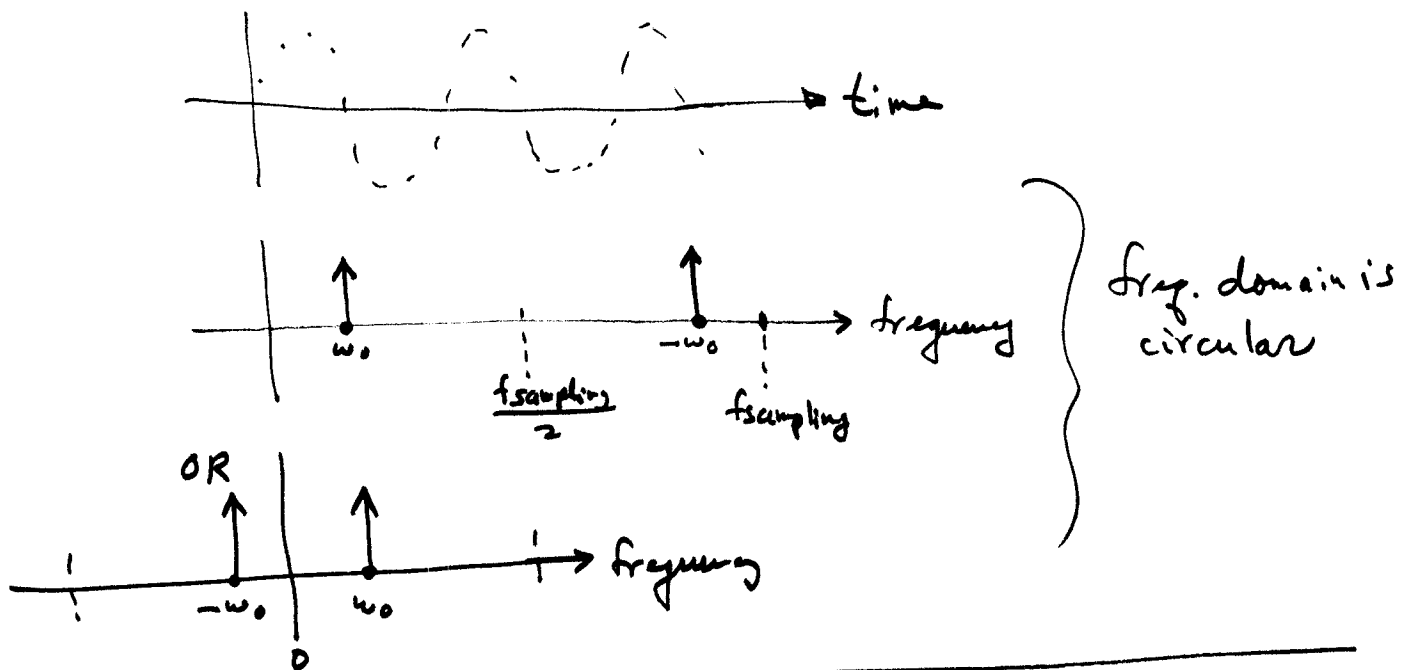 time
frequency
ω₀
-ω₀
fsampling
2
fsampling
freq. domain is
circular
OR
frequency
-ω₀
ω₀
0